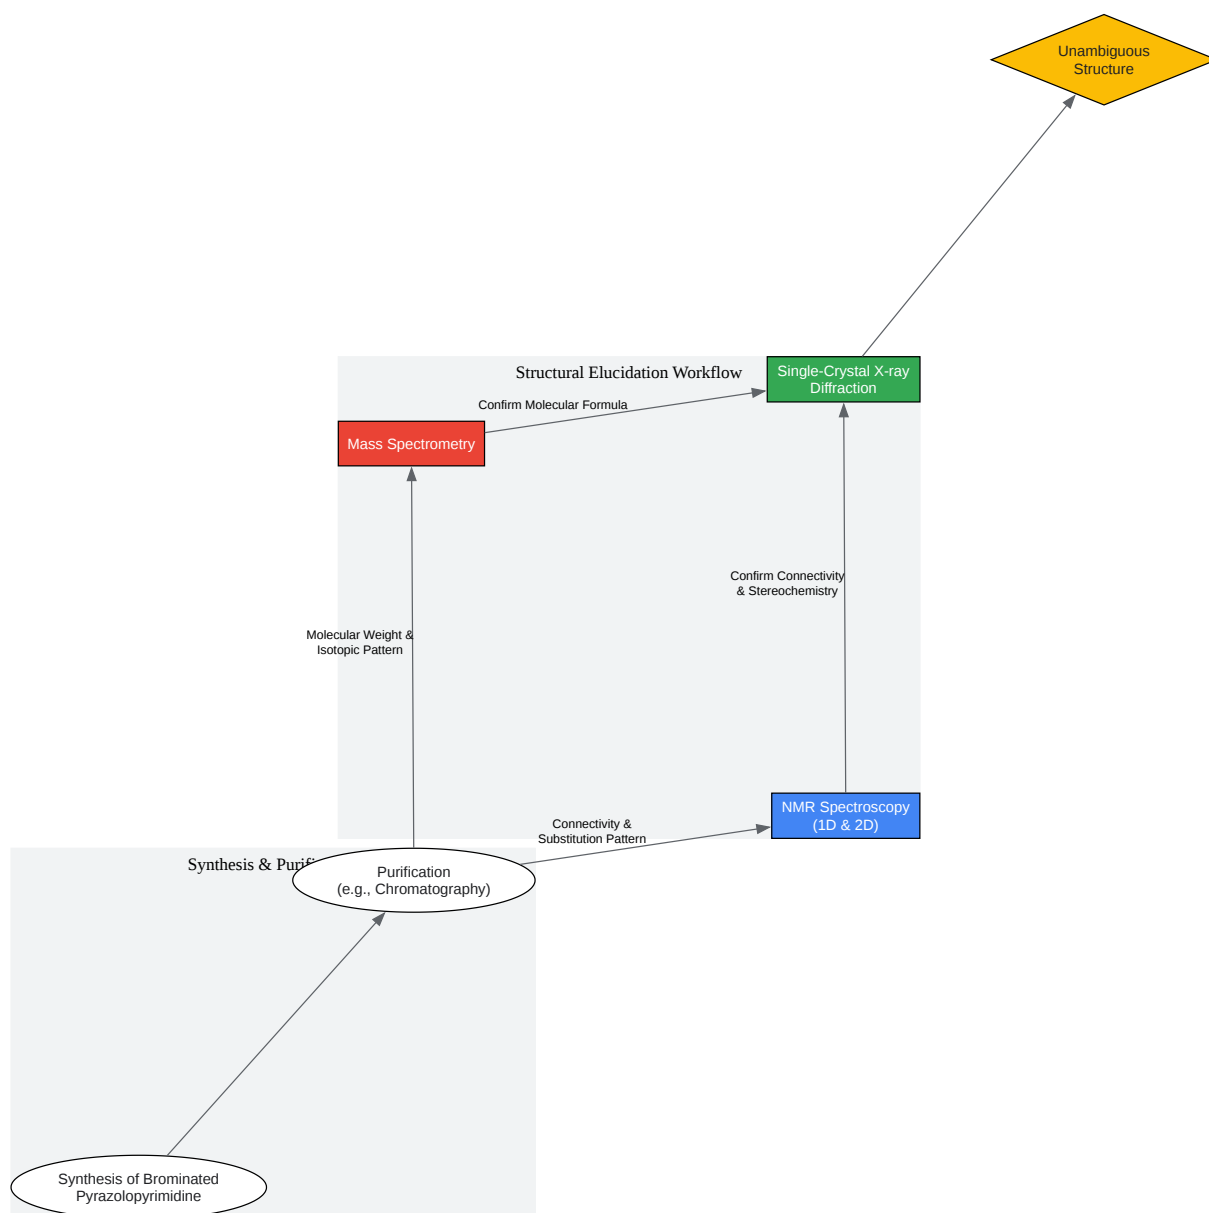 Unambiguous
Structure
Structural Elucidation Workflow
Single-Crystal X-ray
Diffraction
Confirm Molecular Formula
Mass Spectrometry
Confirm Connectivity
& Stereochemistry
Molecular Weight &
Isotopic Pattern
NMR Spectroscopy
(1D & 2D)
Connectivity &
Substitution Pattern
Synthesis &
Purification
(e.g., Chromatography)
Synthesis of Brominated
Pyrazolopyrimidine